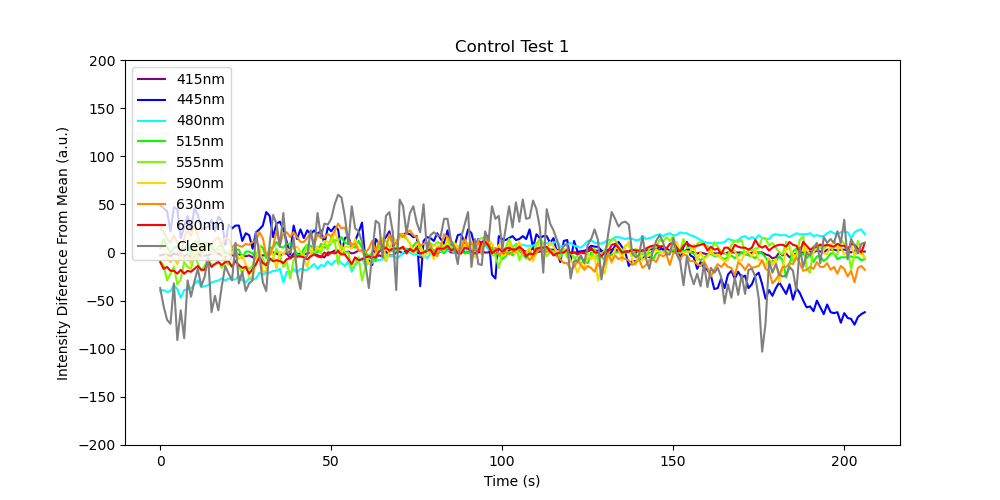 Control Test 1
Intensity Diference From Mean (a.u.)
200
150
100
50
0
−50
−100
−150
−200
415nm
445nm
480nm
515nm
555nm
590nm
630nm
680nm
Clear
0
50
100
150
200
Time (s)